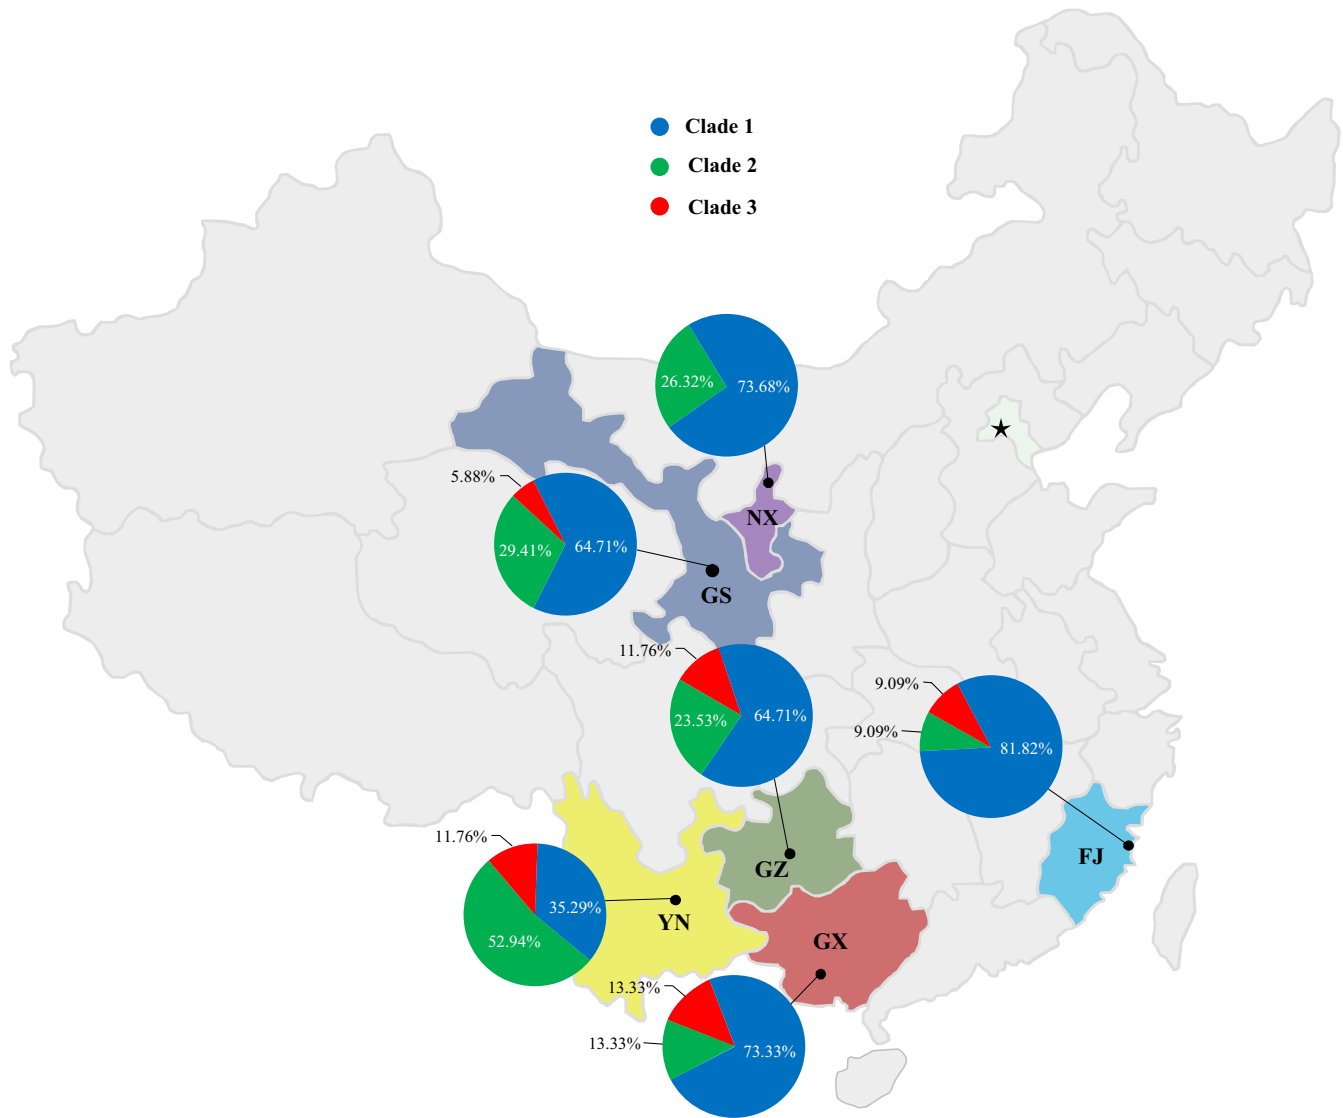 Clade 1
Clade 2
Clade 3
26.32%
73.68%
5.88%
29.41%
64.71%
NX
GS
11.76%
23.53%
64.71%
9.09%
9.09%
81.82%
11.76%
35.29%
52.94%
YN
GZ
FJ
GX
13.33%
13.33%
73.33%